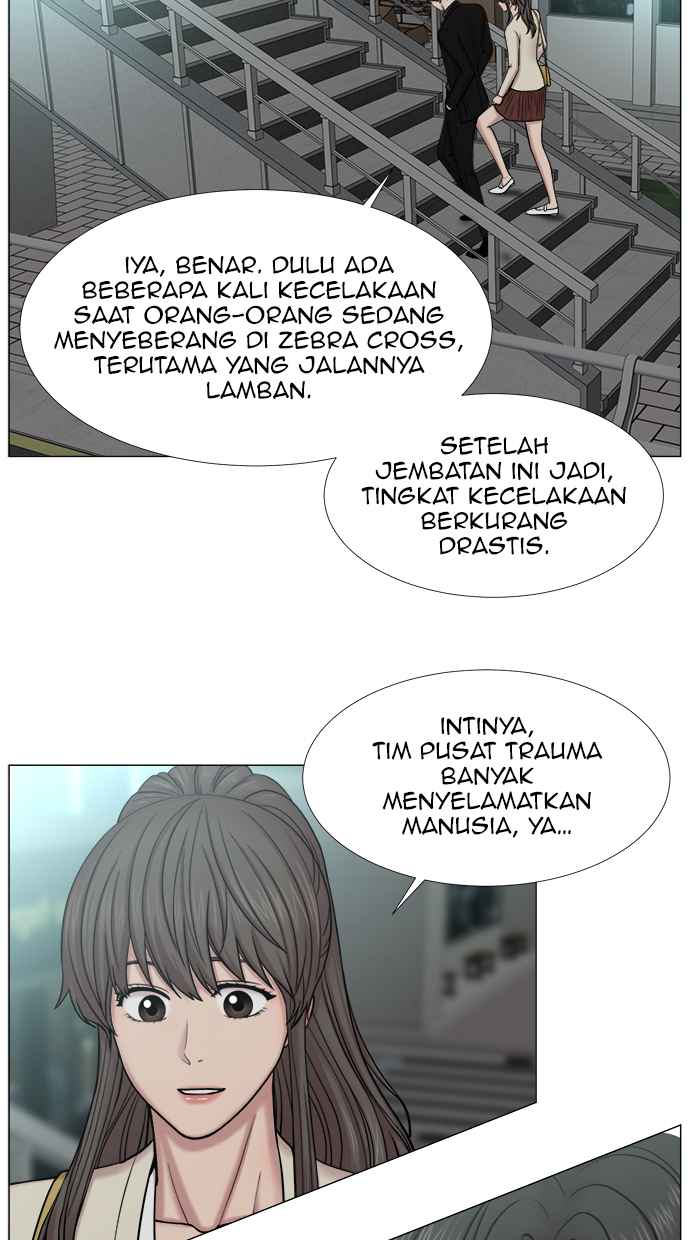 IYA, BENAR. DULU ADA
BEBERAPA KALI KECELAKAAN
SAAT ORANG-ORANG SEDANG
MENYEBERANG DI ZEBRA CROSS,
TERUTAMA YANG JALANNYA
LAMBAN.
SETELAH
JEMBATAN INI JADI,
TINGKAT KECELAKAAN
BERKURANG
DRASTIS.
INTINYA,
TIM PUSAT TRAUMA
BANYAK
MENYELAMATKAN
MANUSIA, YA...